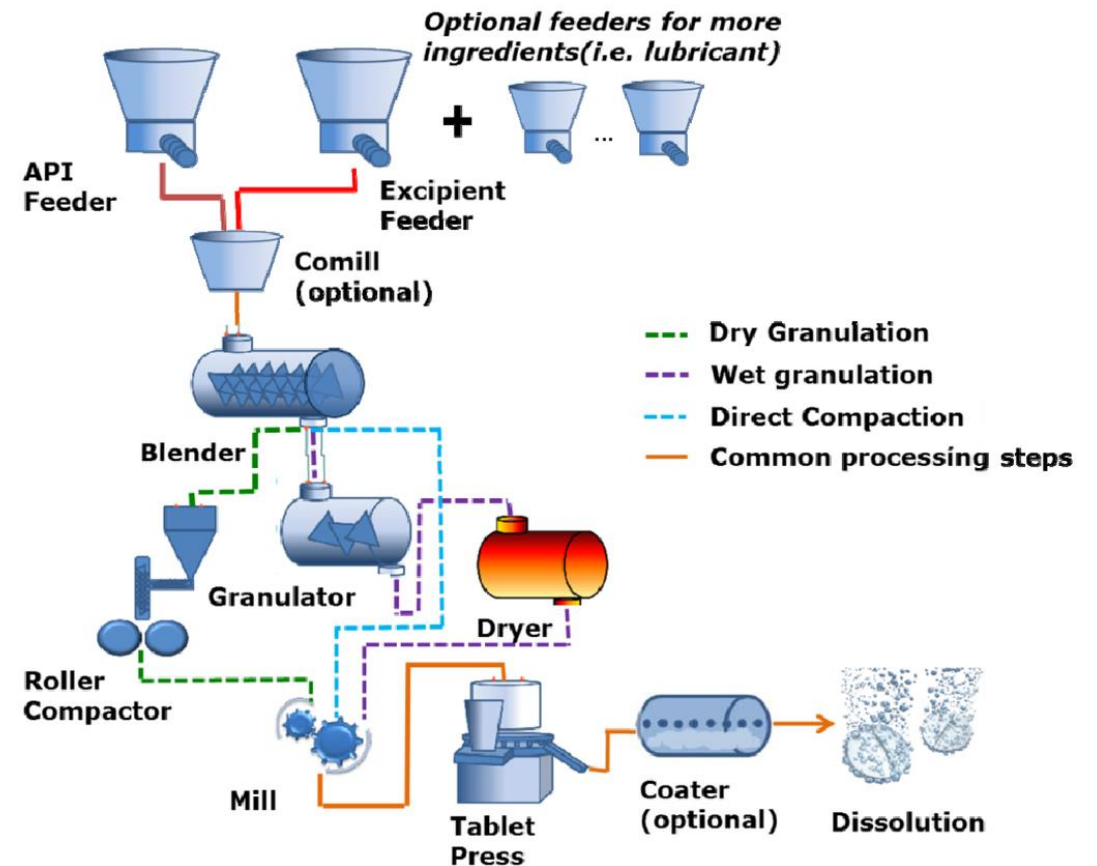 Optional feeders for more
ingredients(i.e. lubricant)
+
...
API
Feeder
Excipient
Feeder
Comill
(optional)
Dry Granulation
Wet granulation
Direct Compaction
Common processing steps
Blender
Granulator
Dryer
Roller
Compactor
Mill
Tablet
Press
Coater
(optional)
Dissolution